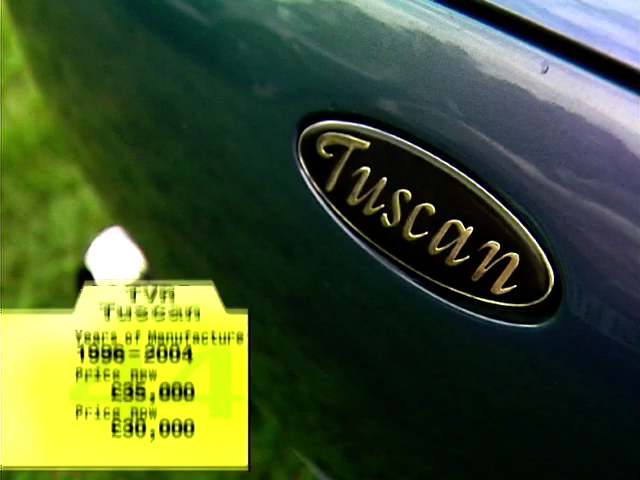 Tuscan
TVR
Tuscan
Years of Manufacture
1996-2004
Price new
£35,000
Price now
£30,000